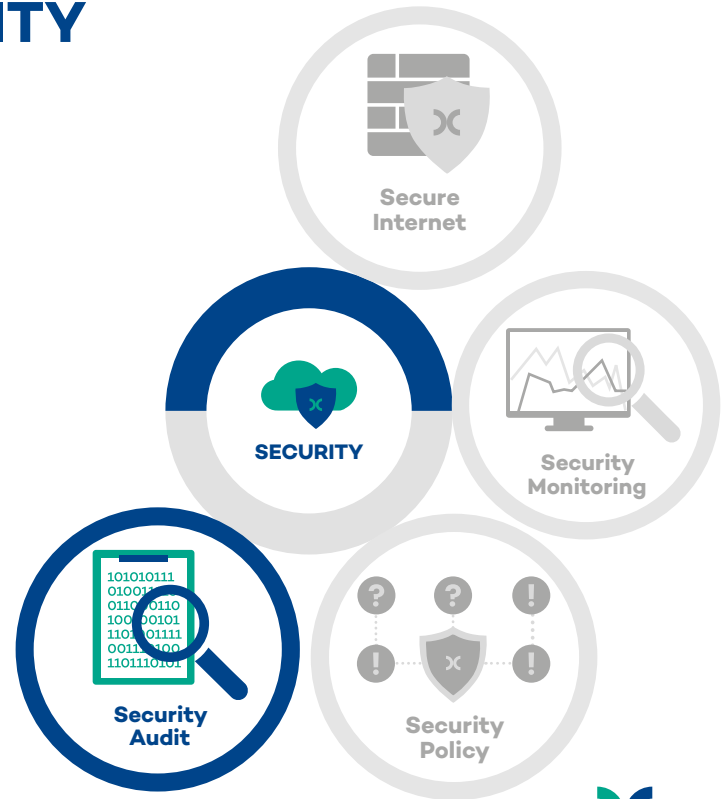 ITY
Secure
Internet
SECURITY
Security
Monitoring
101010111
1101110101
Security
Audit
? ? !
! !
Security
Policy